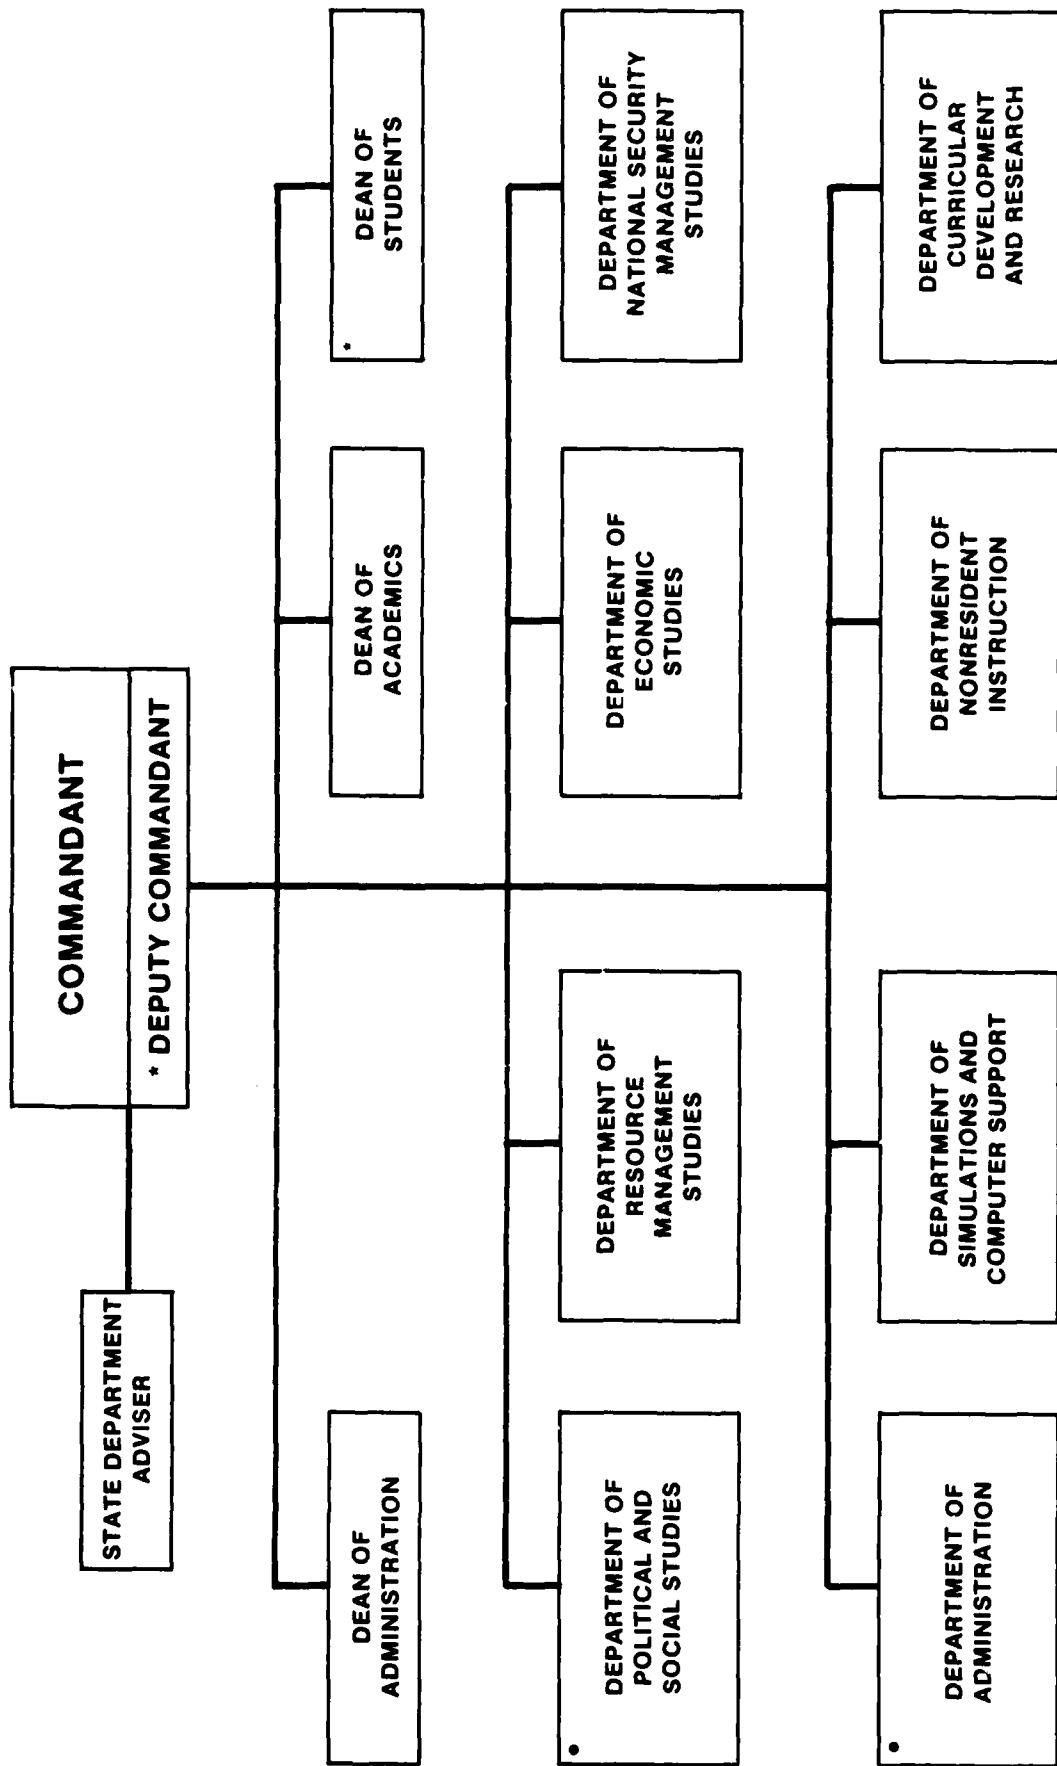 COMMANDANT
* DEPUTY COMMANDANT
STATE DEPARTMENT
ADVISER
DEAN OF
ADMINISTRATION
DEAN OF
ACADEMICS
*
DEAN OF
STUDENTS
•
DEPARTMENT OF
POLITICAL AND
SOCIAL STUDIES
DEPARTMENT OF
RESOURCE
MANAGEMENT
STUDIES
DEPARTMENT OF
ECONOMIC
STUDIES
DEPARTMENT OF
NATIONAL SECURITY
MANAGEMENT
STUDIES
•
DEPARTMENT OF
ADMINISTRATION
DEPARTMENT OF
SIMULATIONS AND
COMPUTER SUPPORT
DEPARTMENT OF
NONRESIDENT
INSTRUCTION
DEPARTMENT OF
CURRICULAR
DEVELOPMENT
AND RESEARCH